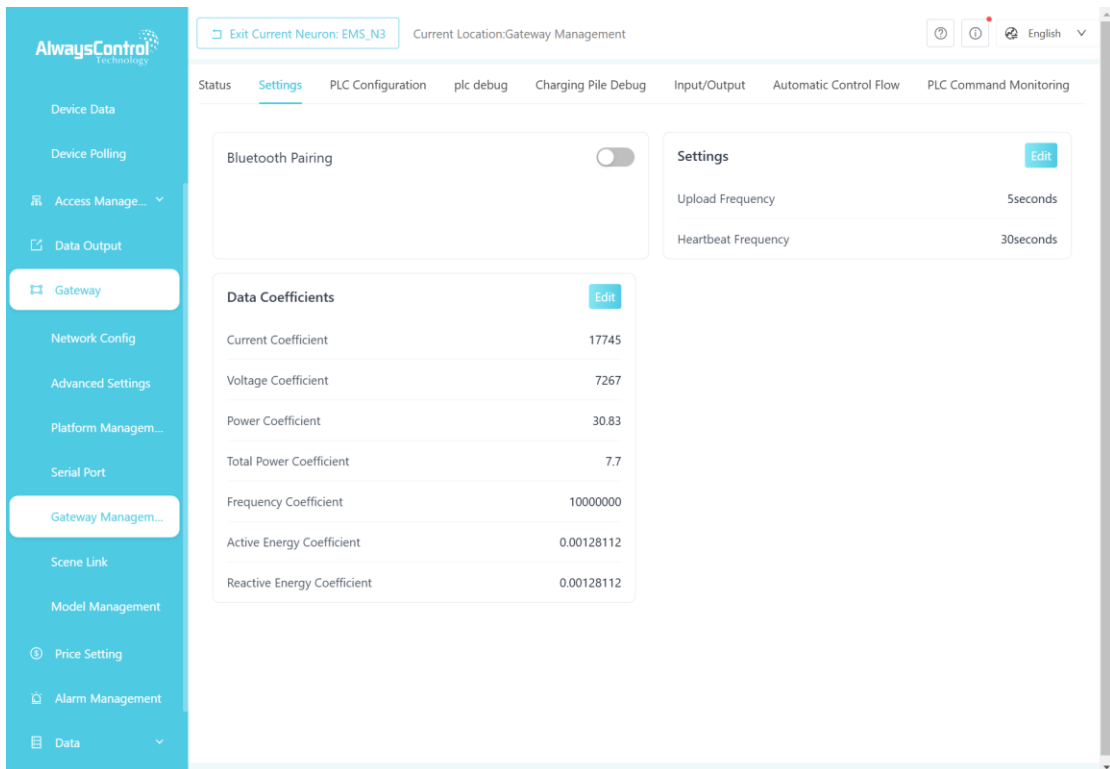 AlwaysControl
Technology
Device Data
Device Polling
Access Manage...
Data Output
Gateway
Network Config
Advanced Settings
Platform Managem...
Serial Port
Gateway Managem...
Scene Link
Model Management
Price Setting
Alarm Management
Data
Exit Current Neuron: EMS_N3
Current Location:Gateway Management
English
Status Settings PLC Configuration plc debug Charging Pile Debug Input/Output Automatic Control Flow PLC Command Monitoring
Bluetooth Pairing
Settings Edit
Upload Frequency 5seconds
Heartbeat Frequency 30seconds
Data Coefficients Edit
Current Coefficient 17745
Voltage Coefficient 7267
Power Coefficient 30.83
Total Power Coefficient 7.7
Frequency Coefficient 10000000
Active Energy Coefficient 0.00128112
Reactive Energy Coefficient 0.00128112